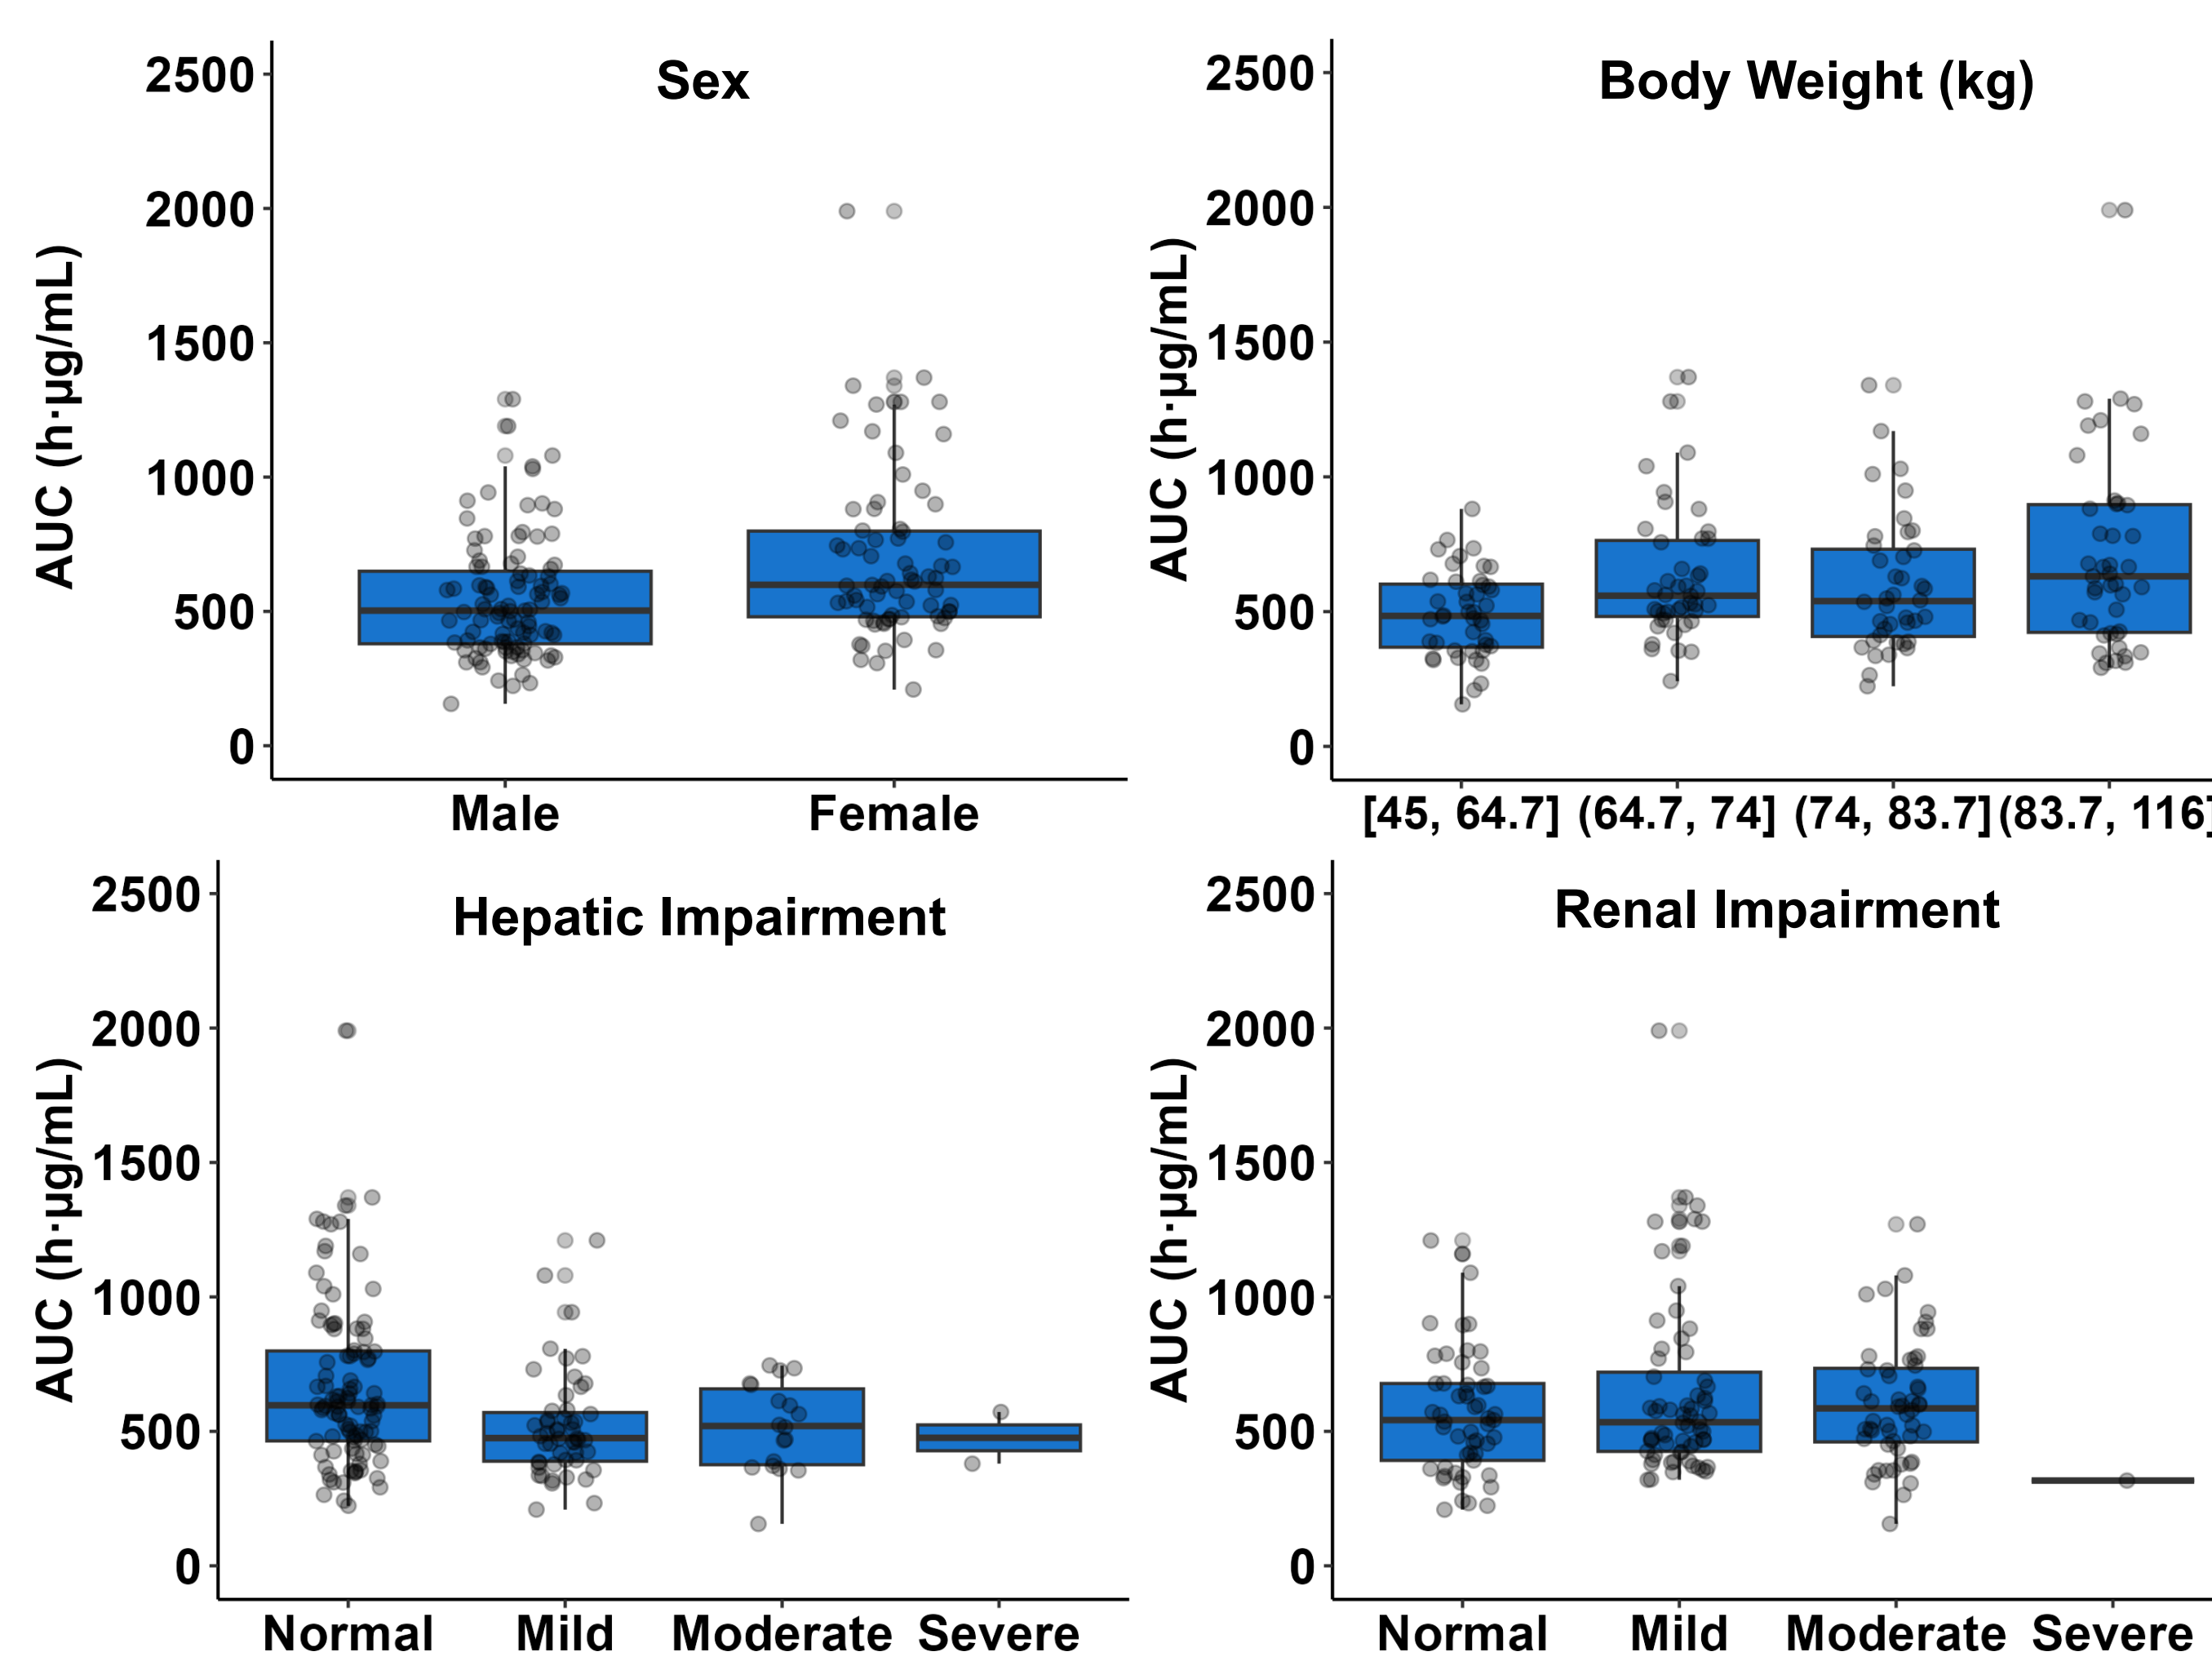 Sex
2500
2000
1500
1000
500
0
AUC (h·µg/mL)
Male Female
Body Weight (kg)
2500
2000
1500
1000
500
0
AUC (h·µg/mL)
[45, 64.7] (64.7, 74] (74, 83.7] (83.7, 116]
Hepatic Impairment
2500
2000
1500
1000
500
0
AUC (h·µg/mL)
Normal Mild Moderate Severe
Renal Impairment
2500
2000
1500
1000
500
0
AUC (h·µg/mL)
Normal Mild Moderate Severe